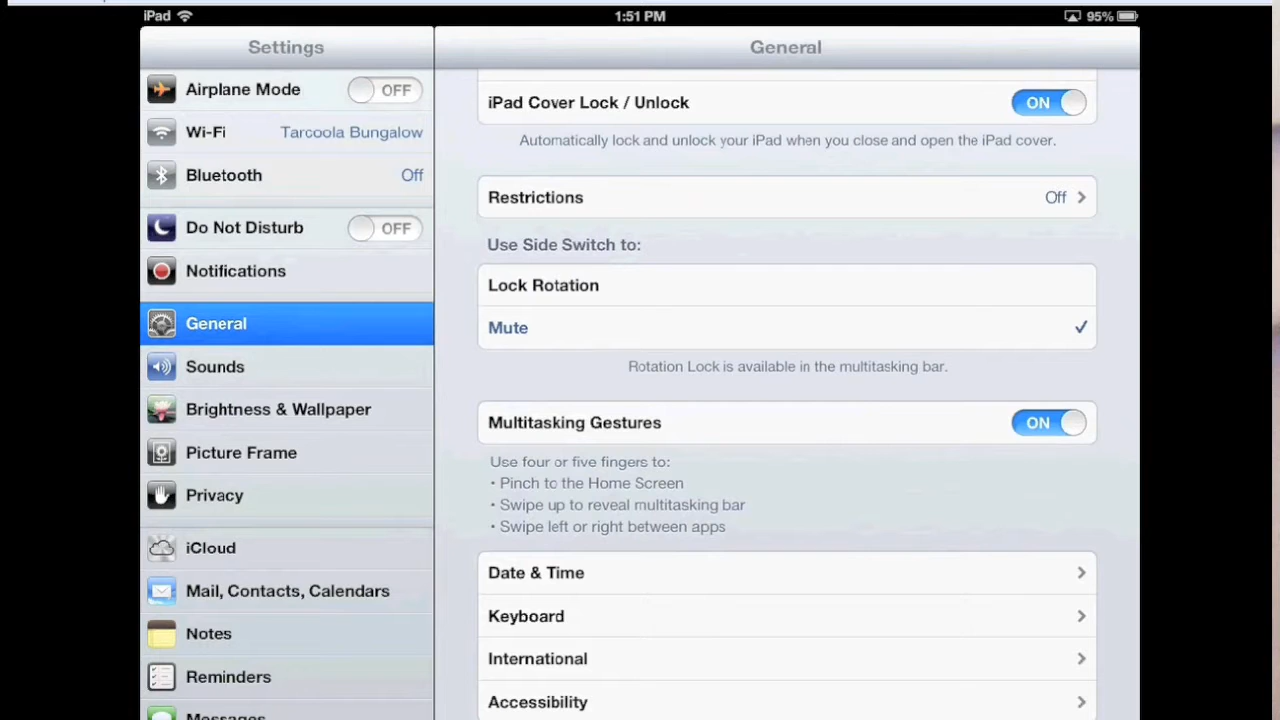 iPad 1:51 PM 95%
Settings
Airplane Mode OFF
Wi-Fi Tarcoola Bungalow
Bluetooth Off
Do Not Disturb OFF
Notifications
General
Sounds
Brightness & Wallpaper
Picture Frame
Privacy
iCloud
Mail, Contacts, Calendars
Notes
Reminders
Messages
General
iPad Cover Lock / Unlock ON
Automatically lock and unlock your iPad when you close and open the iPad cover.
Restrictions Off
Use Side Switch to:
Lock Rotation
Mute ✓
Rotation Lock is available in the multitasking bar.
Multitasking Gestures ON
Use four or five fingers to:
• Pinch to the Home Screen
• Swipe up to reveal multitasking bar
• Swipe left or right between apps
Date & Time
Keyboard
International
Accessibility